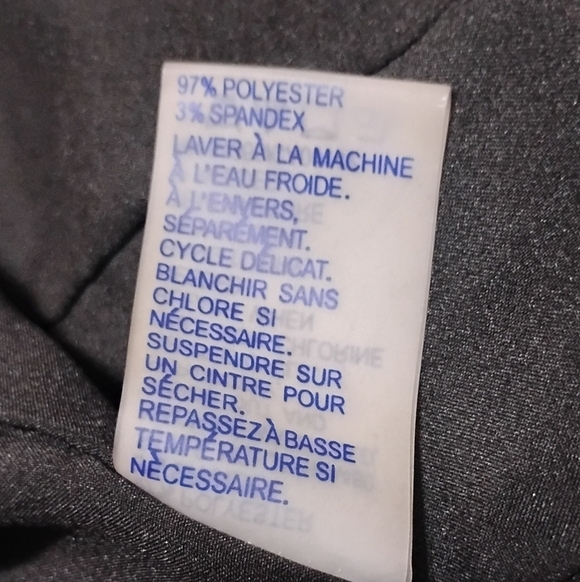 97% POLYESTER
3% SPANDEX
LAVER À LA MACHINE
À L'EAU FROIDE.
À L'ENVERS,
SÉPARÉMENT.
CYCLE DÉLICAT.
BLANCHIR SANS
CHLORE SI
NÉCESSAIRE.
SUSPENDRE SUR
UN CINTRE POUR
SÉCHER.
REPASSEZ À BASSE
TEMPÉRATURE SI
NÉCESSAIRE.